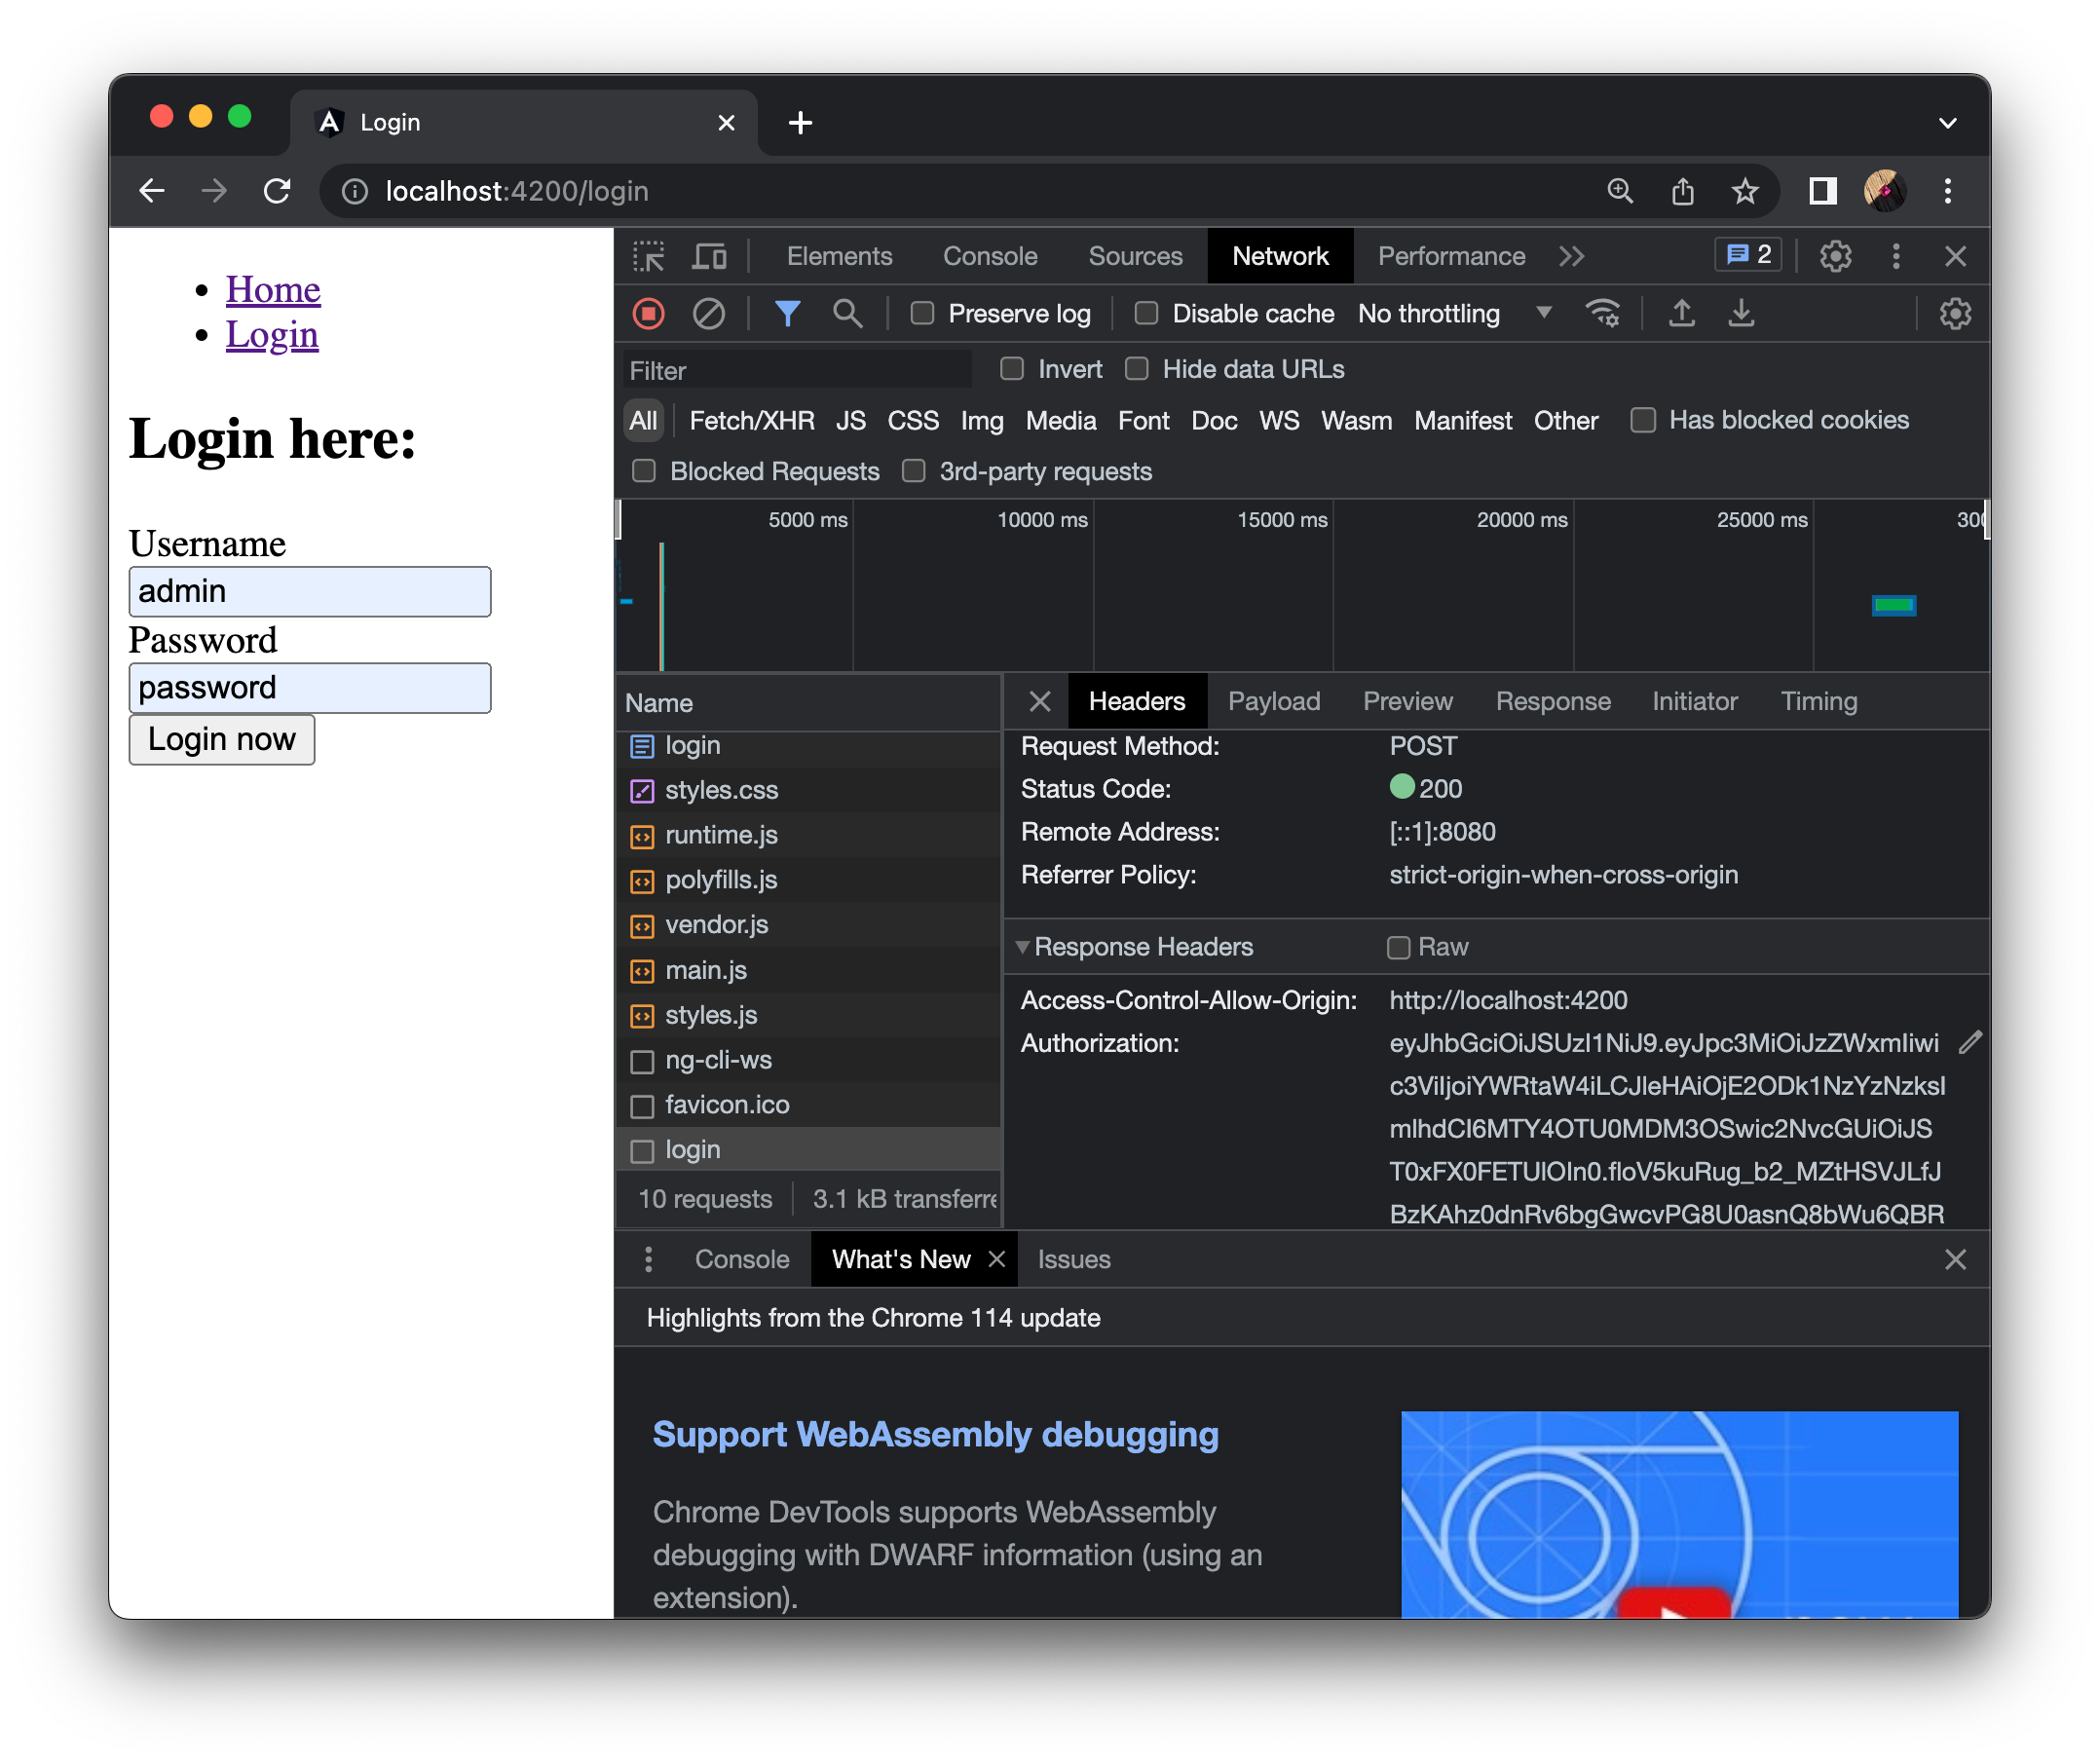 Login
localhost:4200/login
Home
Login
Login here:
Username
admin
Password
password
Login now
Elements Console Sources Network Performance 2
Preserve log Disable cache No throttling
Filter Invert Hide data URLs
All Fetch/XHR JS CSS Img Media Font Doc WS Wasm Manifest Other Has blocked cookies
Blocked Requests 3rd-party requests
5000 ms 10000 ms 15000 ms 20000 ms 25000 ms
Name
login
styles.css
runtime.js
polyfills.js
vendor.js
main.js
styles.js
ng-cli-ws
favicon.ico
login
10 requests 3.1 kB transferre
Headers Payload Preview Response Initiator Timing
Request Method: POST
Status Code: 200
Remote Address: [::1]:8080
Referrer Policy: strict-origin-when-cross-origin
Response Headers Raw
Access-Control-Allow-Origin: http://localhost:4200
Authorization: eyJhbGciOiJSUzI1NiJ9.eyJpc3MiOiJzZWxmIiwi
c3ViIjoiYWRtaW4iLCJleHAiOjE2ODk1NzYzNzksI
mlhdCI6MTY4OTU0MDM3OSwic2NvcGUiOiJS
T0xFX0FETUlOIn0.floV5kuRug_b2_MZtHSVJLfJ
BzKAhz0dnRv6bgGwcvPG8U0asnQ8bWu6QBR
Console What's New Issues
Highlights from the Chrome 114 update
Support WebAssembly debugging
Chrome DevTools supports WebAssembly
debugging with DWARF information (using an
extension).